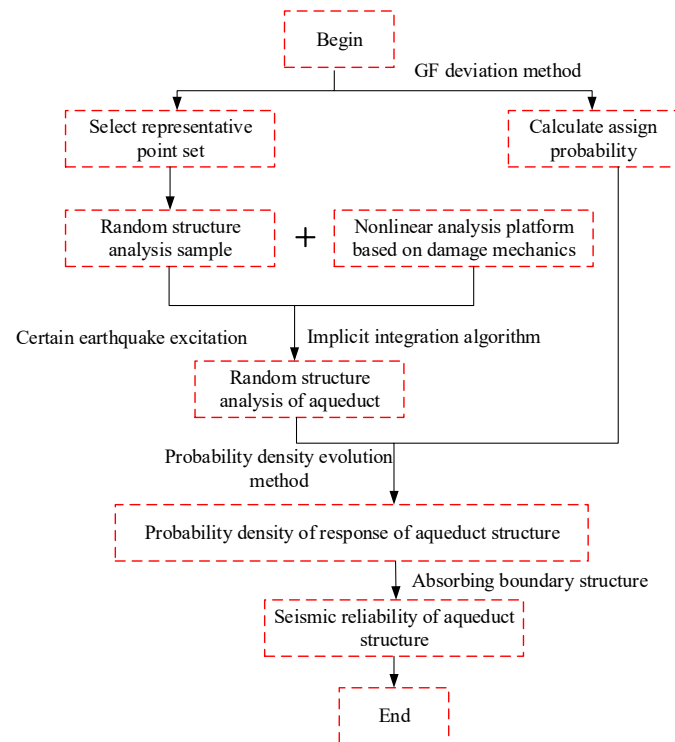 Begin
GF deviation method
Select representative
point set
Calculate assign
probability
Random structure
analysis sample
+
Nonlinear analysis platform
based on damage mechanics
Certain earthquake excitation
Implicit integration algorithm
Random structure
analysis of aqueduct
Probability density evolution
method
Probability density of response of aqueduct structure
Absorbing boundary structure
Seismic reliability of aqueduct
structure
End